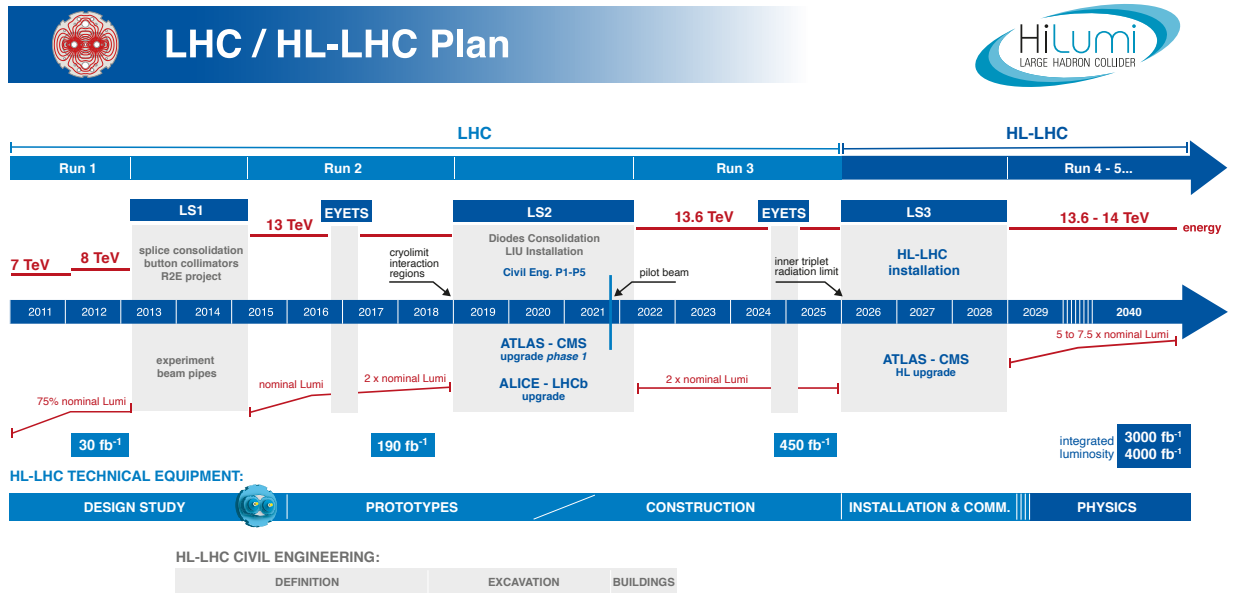 LHC / HL-LHC Plan
HiLumi
LARGE HADRON COLLIDER
LHC
HL-LHC
Run 1
Run 2
Run 3
Run 4 - 5...
LS1
EYETS
LS2
EYETS
LS3
7 TeV
8 TeV
13 TeV
13.6 TeV
13.6 - 14 TeV
energy
splice consolidation
button collimators
R2E project
cryolimit
interaction
regions
Diodes Consolidation
LIU Installation
Civil Eng. P1-P5
pilot beam
inner triplet
radiation limit
HL-LHC
installation
2011 2012 2013 2014 2015 2016 2017 2018 2019 2020 2021 2022 2023 2024 2025 2026 2027 2028 2029 2040
experiment
beam pipes
ATLAS - CMS
upgrade phase 1
ALICE - LHCb
upgrade
ATLAS - CMS
HL upgrade
75% nominal Lumi
nominal Lumi
2 x nominal Lumi
2 x nominal Lumi
5 to 7.5 x nominal Lumi
30 fb⁻¹
190 fb⁻¹
450 fb⁻¹
integrated
luminosity
3000 fb⁻¹
4000 fb⁻¹
HL-LHC TECHNICAL EQUIPMENT:
DESIGN STUDY
PROTOTYPES
CONSTRUCTION
INSTALLATION & COMM.
PHYSICS
HL-LHC CIVIL ENGINEERING:
DEFINITION
EXCAVATION
BUILDINGS